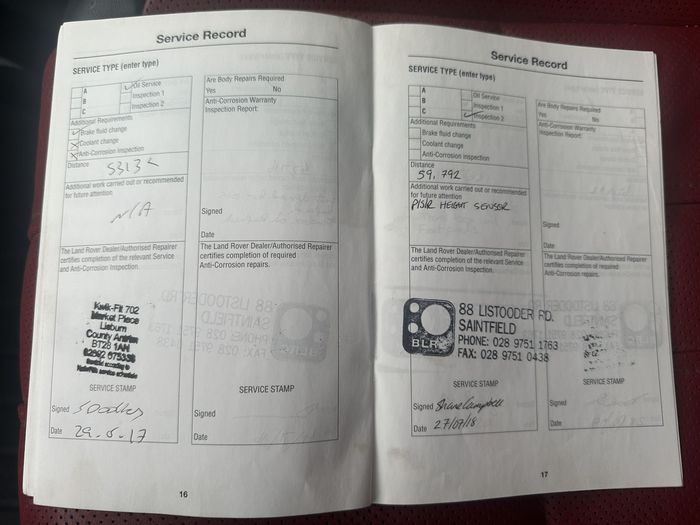 Service Record
SERVICE TYPE (enter type)
A
B
C
Oil Service
Inspection 1
Inspection 2
Additional Requirements
Brake fluid change
Coolant change
Anti-Corrosion Inspection
Distance
5313K
Additional work carried out or recommended
for future attention
N/A
The Land Rover Dealer/Authorised Repairer
certifies completion of the relevant Service
and Anti-Corrosion Inspection.
Kwik-Fit 702
Market Place
Lisburn
County Antrim
BT28 1AN
SERVICE STAMP
Signed
Date 29.6.17
Are Body Repairs Required
Yes No
Anti-Corrosion Warranty
Inspection Report:
Signed
Date
The Land Rover Dealer/Authorised Repairer
certifies completion of required
Anti-Corrosion repairs.
SERVICE STAMP
Signed
Date
16
Service Record
SERVICE TYPE (enter type)
A
B
C
Oil Service
Inspection 1
Inspection 2
Additional Requirements
Brake fluid change
Coolant change
Anti-Corrosion Inspection
Distance
59,792
Additional work carried out or recommended
for future attention
HEIGHT SENSOR
The Land Rover Dealer/Authorised Repairer
certifies completion of the relevant Service
and Anti-Corrosion Inspection.
BLR
88 LISTOODER RD.
SAINTFIELD
PHONE: 028 9751 1763
FAX: 028 9751 0438
SERVICE STAMP
Signed Shane Campbell
Date 27/07/18
Are Body Repairs Required
Yes No
Anti-Corrosion Warranty
Inspection Report:
Signed
Date
The Land Rover Dealer/Authorised Repairer
certifies completion of required
Anti-Corrosion repairs.
SERVICE STAMP
Signed
Date
17